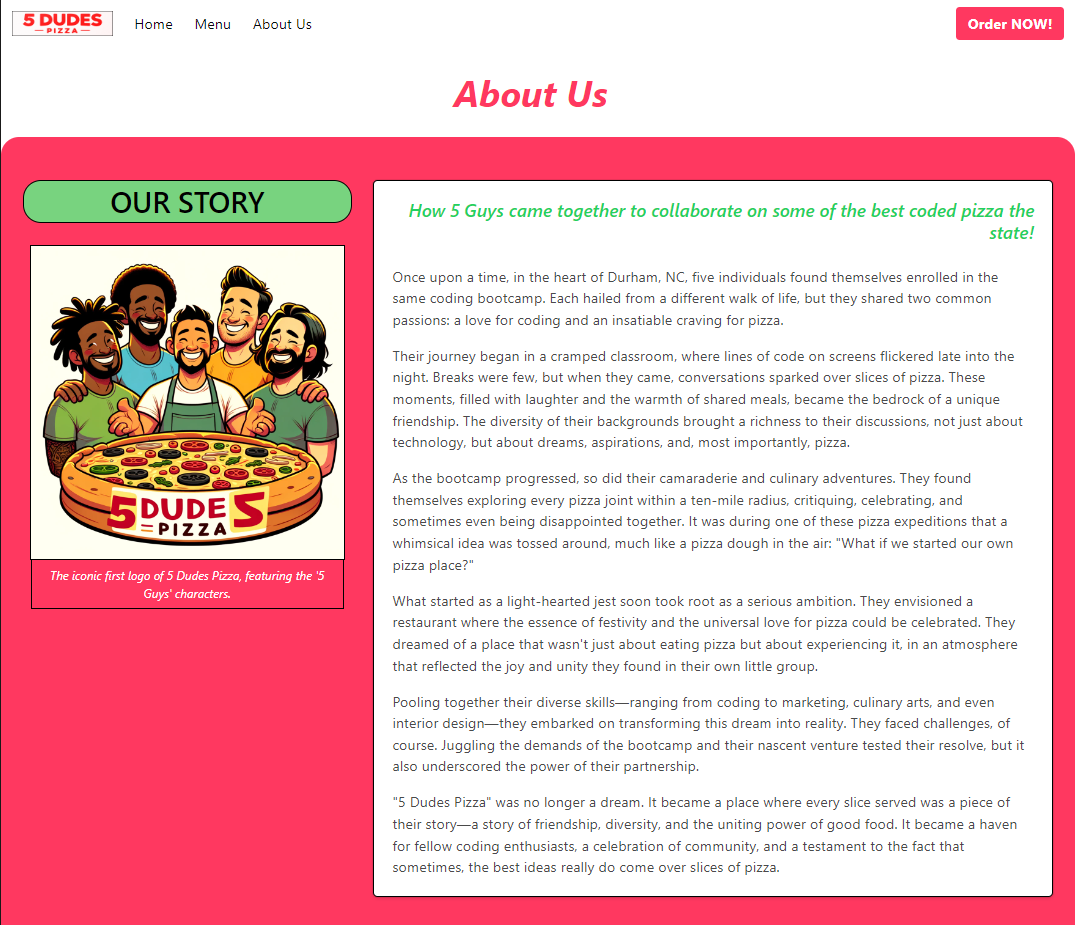 5 DUDES
PIZZA
Home
Menu
About Us
Order NOW!
About Us
OUR STORY
5 DUDES
PIZZA
The iconic first logo of 5 Dudes Pizza, featuring the '5
Guys' characters.
How 5 Guys came together to collaborate on some of the best coded pizza the
state!
Once upon a time, in the heart of Durham, NC, five individuals found themselves enrolled in the
same coding bootcamp. Each hailed from a different walk of life, but they shared two common
passions: a love for coding and an insatiable craving for pizza.
Their journey began in a cramped classroom, where lines of code on screens flickered late into the
night. Breaks were few, but when they came, conversations sparked over slices of pizza. These
moments, filled with laughter and the warmth of shared meals, became the bedrock of a unique
friendship. The diversity of their backgrounds brought a richness to their discussions, not just about
technology, but about dreams, aspirations, and, most importantly, pizza.
As the bootcamp progressed, so did their camaraderie and culinary adventures. They found
themselves exploring every pizza joint within a ten-mile radius, critiquing, celebrating, and
sometimes even being disappointed together. It was during one of these pizza expeditions that a
whimsical idea was tossed around, much like a pizza dough in the air: "What if we started our own
pizza place?"
What started as a light-hearted jest soon took root as a serious ambition. They envisioned a
restaurant where the essence of festivity and the universal love for pizza could be celebrated. They
dreamed of a place that wasn't just about eating pizza but about experiencing it, in an atmosphere
that reflected the joy and unity they found in their own little group.
Pooling together their diverse skills—ranging from coding to marketing, culinary arts, and even
interior design—they embarked on transforming this dream into reality. They faced challenges, of
course. Juggling the demands of the bootcamp and their nascent venture tested their resolve, but it
also underscored the power of their partnership.
"5 Dudes Pizza" was no longer a dream. It became a place where every slice served was a piece of
their story—a story of friendship, diversity, and the uniting power of good food. It became a haven
for fellow coding enthusiasts, a celebration of community, and a testament to the fact that
sometimes, the best ideas really do come over slices of pizza.